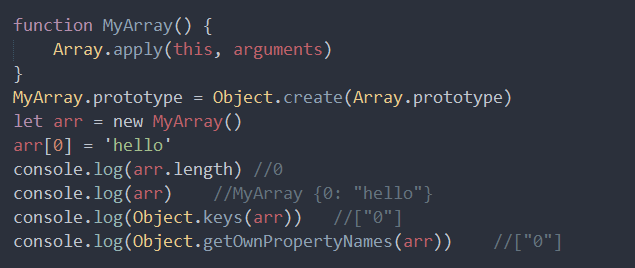 function MyArray() {
    Array.apply(this, arguments)
}
MyArray.prototype = Object.create(Array.prototype)
let arr = new MyArray()
arr[0] = 'hello'
console.log(arr.length) //0
console.log(arr)    //MyArray {0: "hello"}
console.log(Object.keys(arr))   //["0"]
console.log(Object.getOwnPropertyNames(arr))    //["0"]